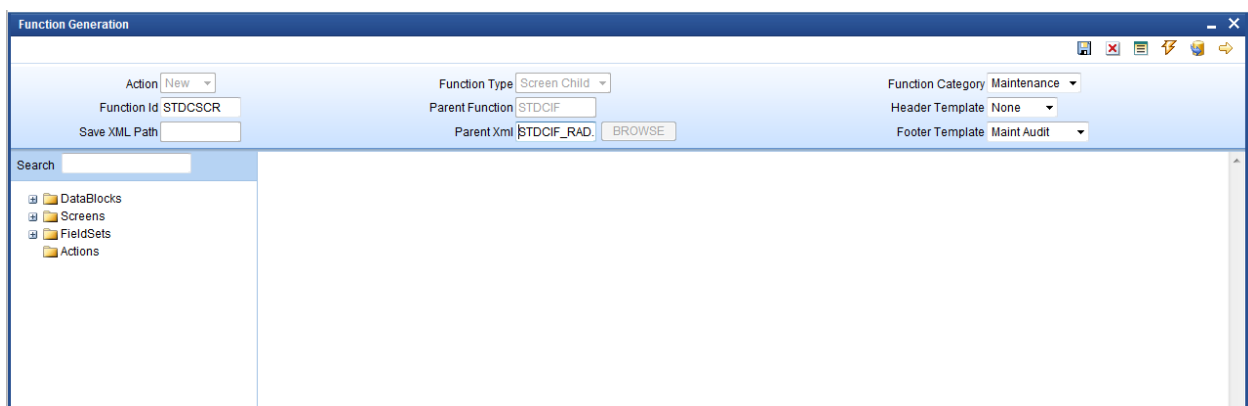 Function Generation
Action New Function Type Screen Child Function Category Maintenance
Function Id STDCSCR Parent Function STDCIF Header Template None
Save XML Path Parent Xml STDCIF_RAD. BROWSE Footer Template Maint Audit
Search
DataBlocks
Screens
FieldSets
Actions